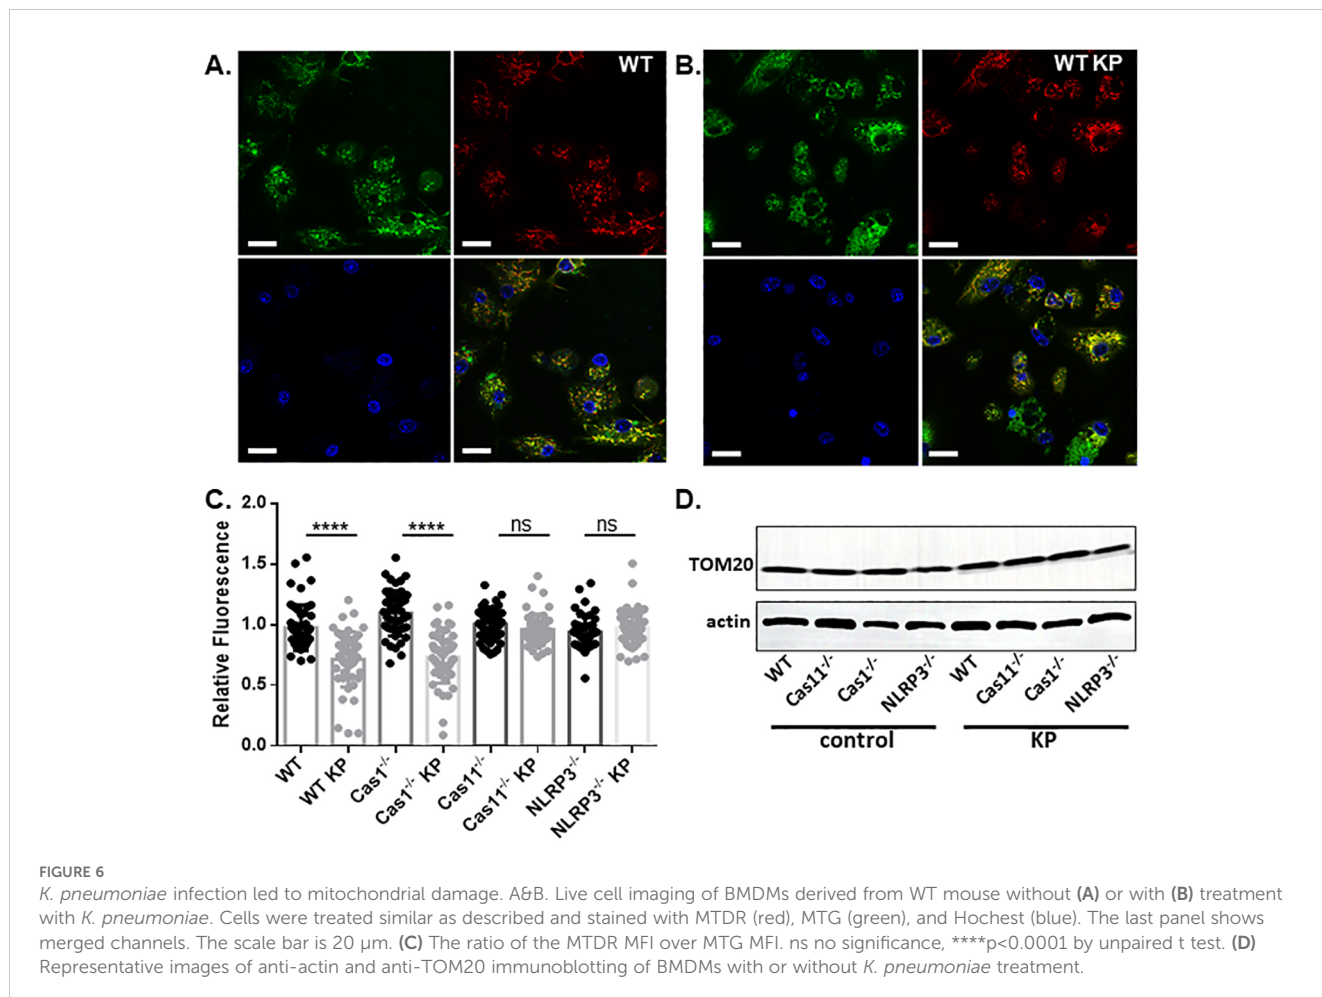 A.
WT
B.
WT KP
C.
Relative Fluorescence
2.0
1.5
1.0
0.5
0.0
****
****
ns
ns
WT
WT KP
Cas1-/-
Cas1-/- KP
Cas11-/-
Cas11-/- KP
NLRP3-/-
NLRP3-/- KP
D.
TOM20
actin
WT
Cas11-/-
Cas1-/-
NLRP3-/-
WT
Cas11-/-
Cas1-/-
NLRP3-/-
control
KP
FIGURE 6
K. pneumoniae infection led to mitochondrial damage. A&B. Live cell imaging of BMDMs derived from WT mouse without (A) or with (B) treatment
with K. pneumoniae. Cells were treated similar as described and stained with MTDR (red), MTG (green), and Hochest (blue). The last panel shows
merged channels. The scale bar is 20 µm. (C) The ratio of the MTDR MFI over MTG MFI. ns no significance, ****p<0.0001 by unpaired t test. (D)
Representative images of anti-actin and anti-TOM20 immunoblotting of BMDMs with or without K. pneumoniae treatment.